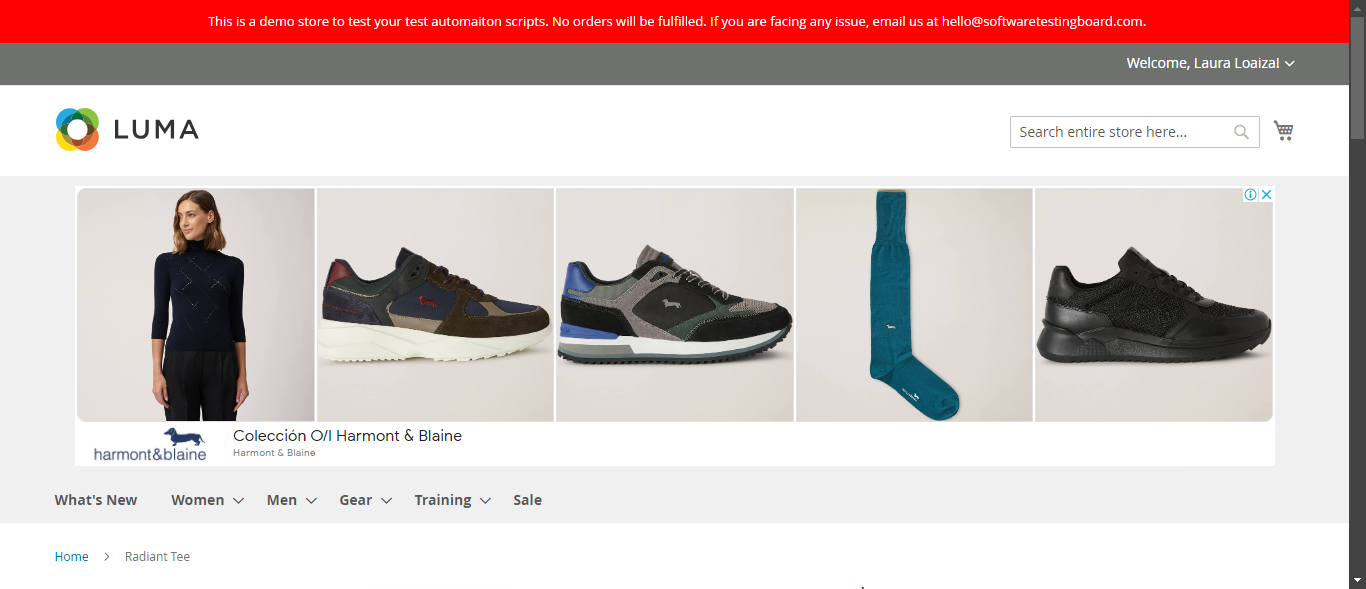 This is a demo store to test your test automaiton scripts. No orders will be fulfilled. If you are facing any issue, email us at hello@softwaretestingboard.com.
Welcome, Laura Loaiza!
LUMA
Search entire store here...
Colección O/I Harmont & Blaine
harmont&blaine
Harmont & Blaine
What's New Women Men Gear Training Sale
Home Radiant Tee